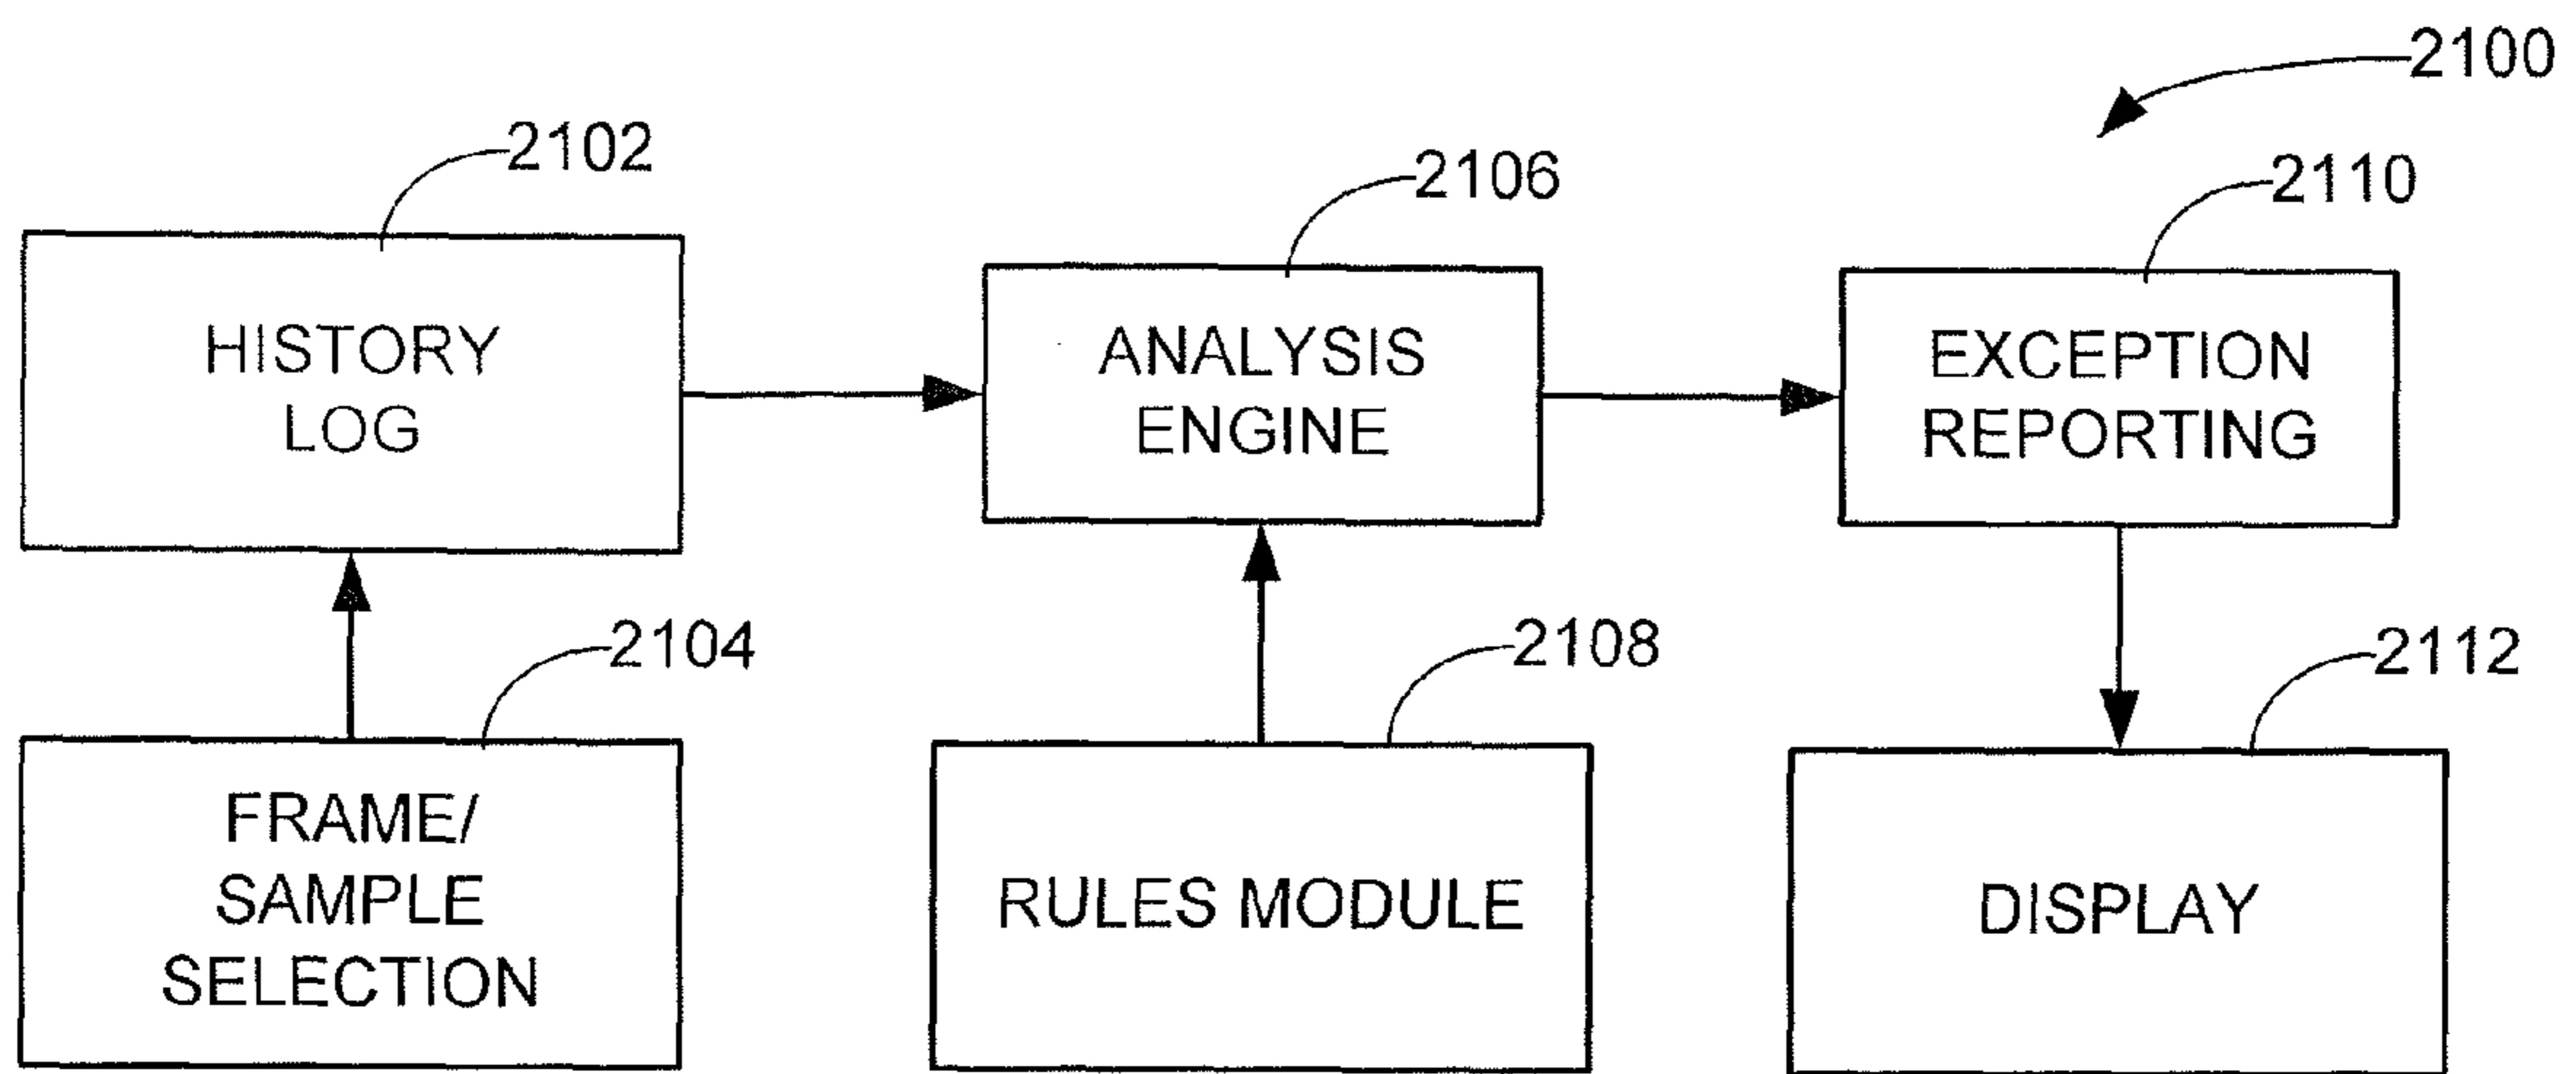 2100
2102
2106
2110
HISTORY
LOG
ANALYSIS
ENGINE
EXCEPTION
REPORTING
2104
2108
2112
FRAME/
SAMPLE
SELECTION
RULES MODULE
DISPLAY